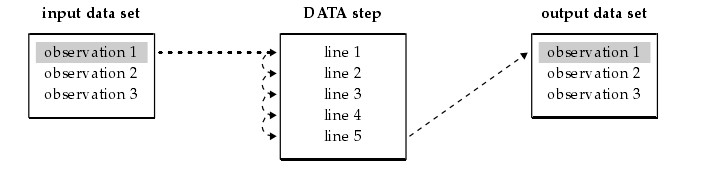 input data set
DATA step
output data set
observation 1
observation 2
observation 3
line 1
line 2
line 3
line 4
line 5
observation 1
observation 2
observation 3